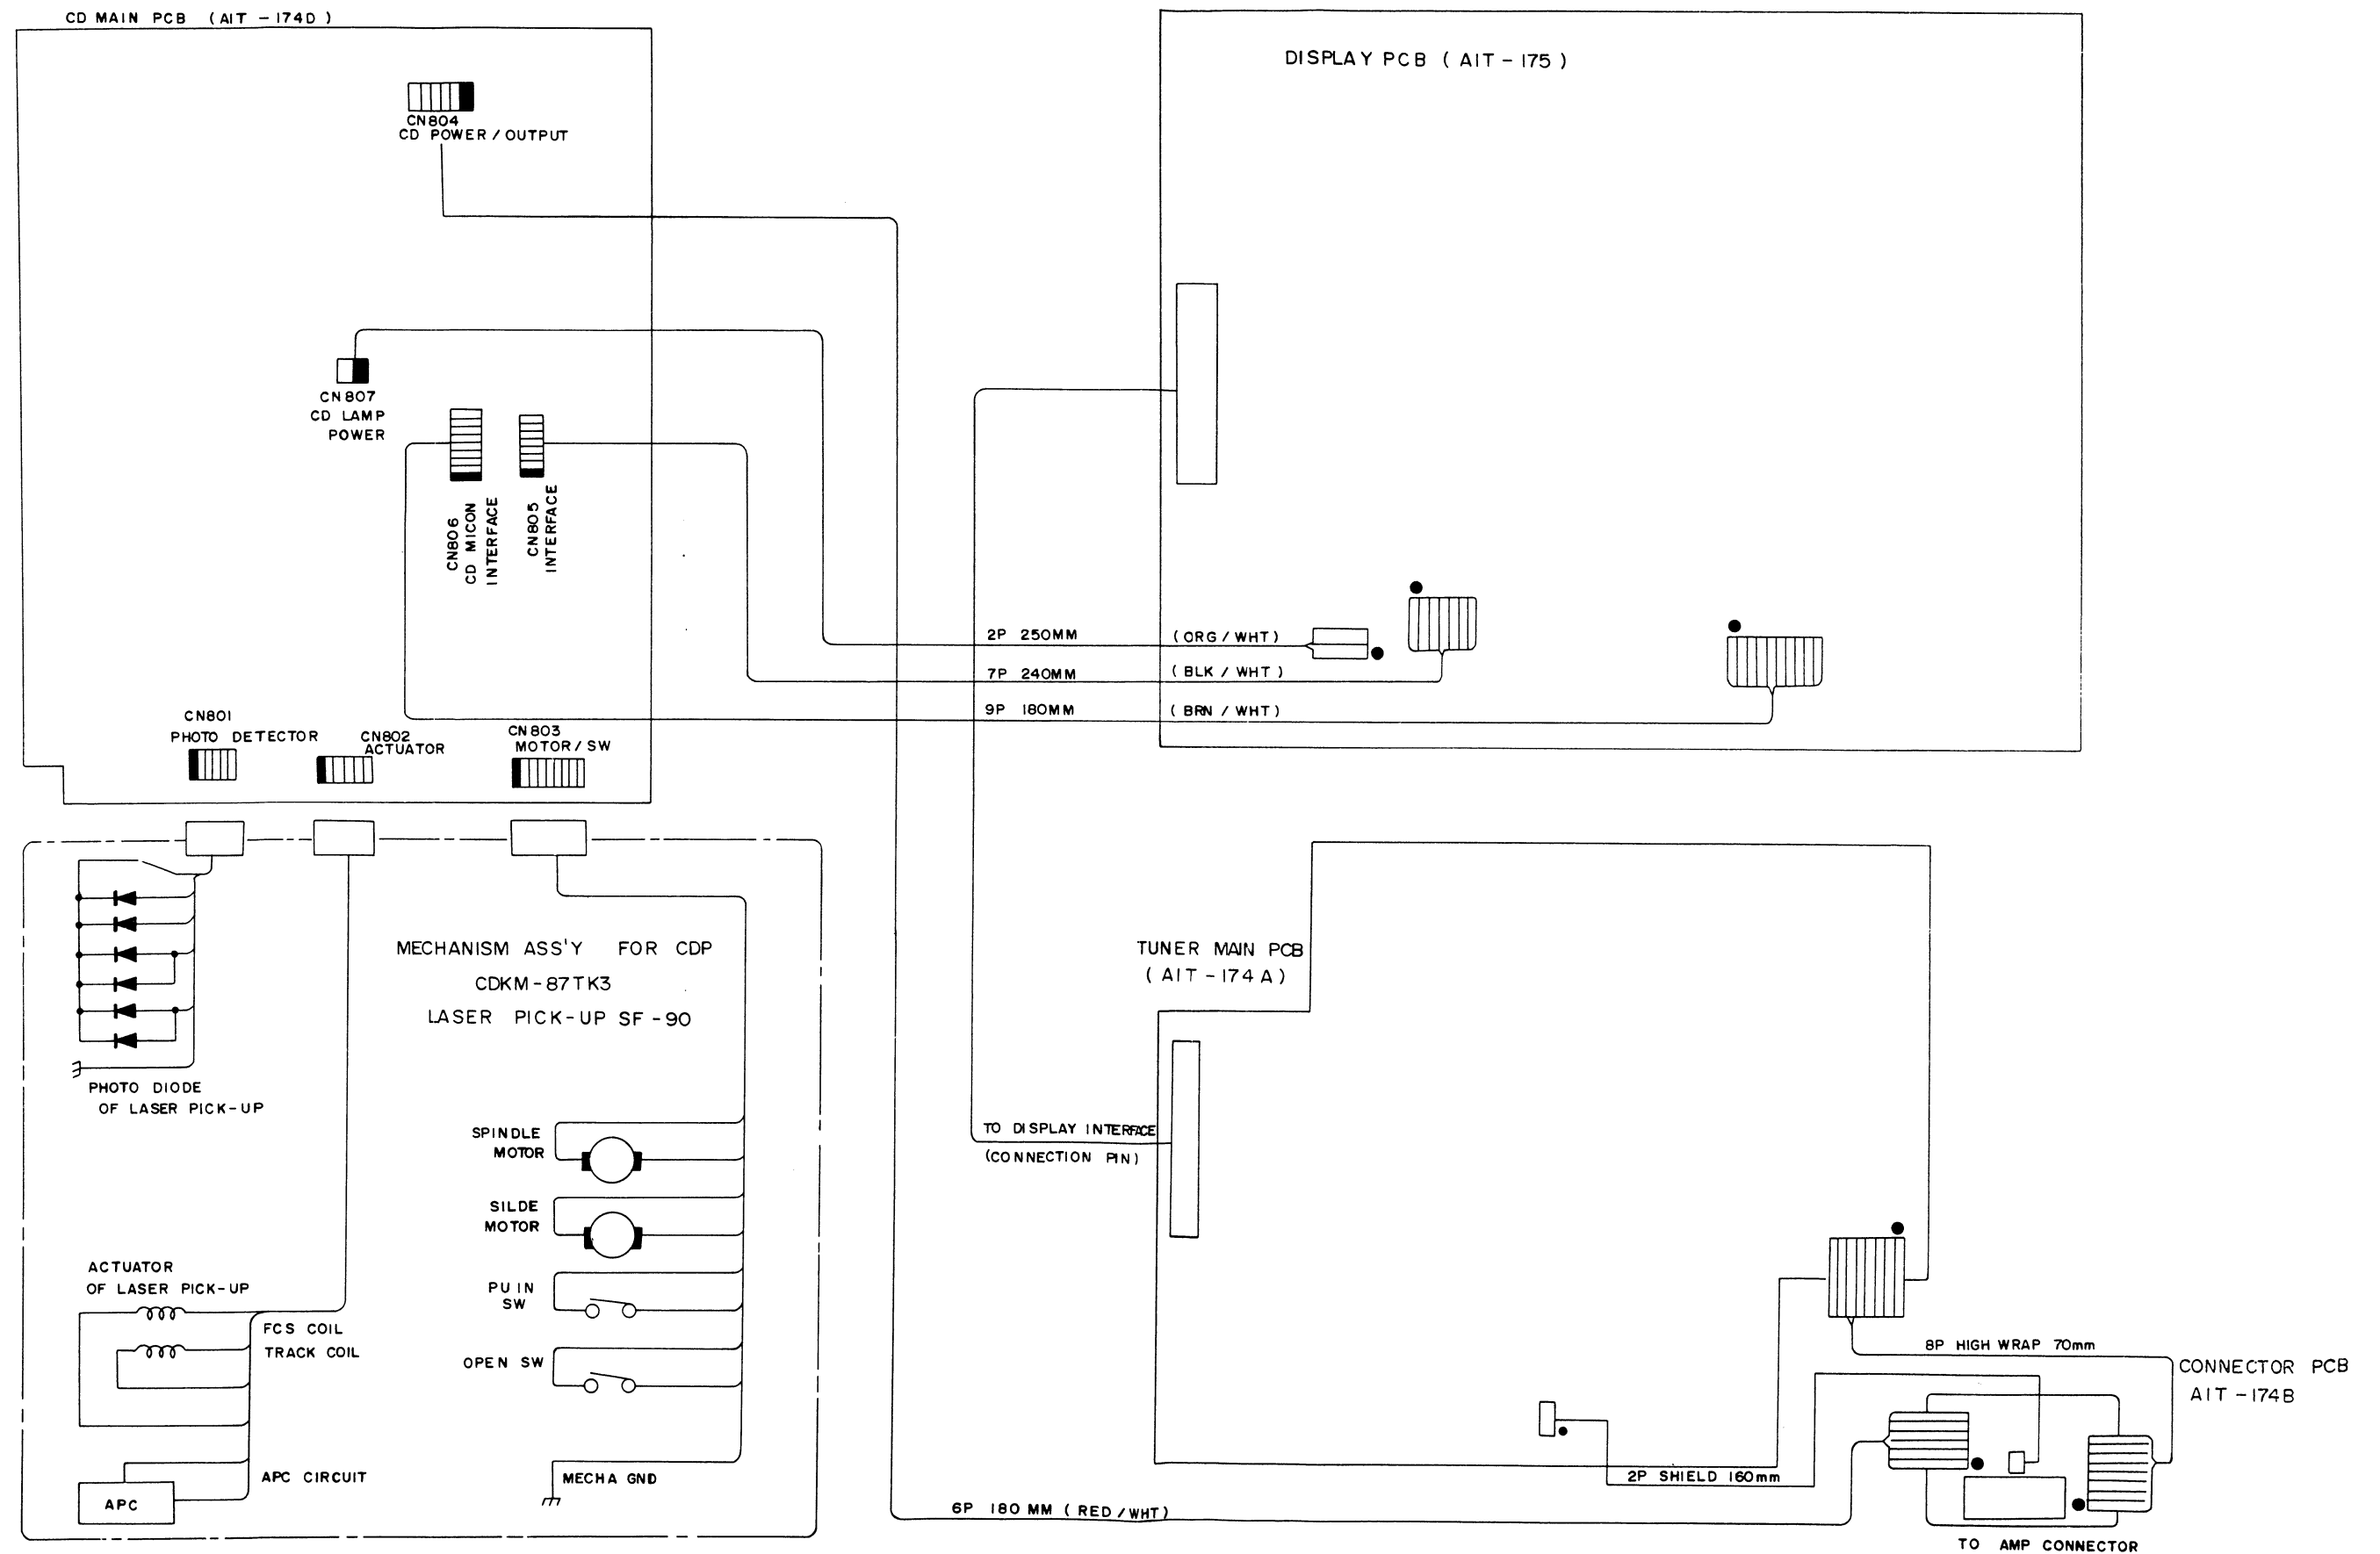 CD MAIN PCB (AIT-174D)
DISPLAY PCB (AIT-175)
CN804
CD POWER/OUTPUT
CN807
CD LAMP
POWER
CN806
CD MICON
INTERFACE
CN805
INTERFACE
2P 250MM (ORG/WHT)
7P 240MM (BLK/WHT)
9P 180MM (BRN/WHT)
CN801
PHOTO DETECTOR
CN802
ACTUATOR
CN803
MOTOR/SW
MECHANISM ASS'Y FOR CDP
CDKM-87TK3
LASER PICK-UP SF-90
TUNER MAIN PCB
(AIT-174A)
PHOTO DIODE
OF LASER PICK-UP
SPINDLE
MOTOR
TO DISPLAY INTERFACE
(CONNECTION PIN)
SILDE
MOTOR
ACTUATOR
OF LASER PICK-UP
PU IN
SW
FCS COIL
TRACK COIL
OPEN SW
8P HIGH WRAP 70mm
CONNECTOR PCB
AIT-174B
APC CIRCUIT
APC
MECHA GND
2P SHIELD 160mm
6P 180MM (RED/WHT)
TO AMP CONNECTOR